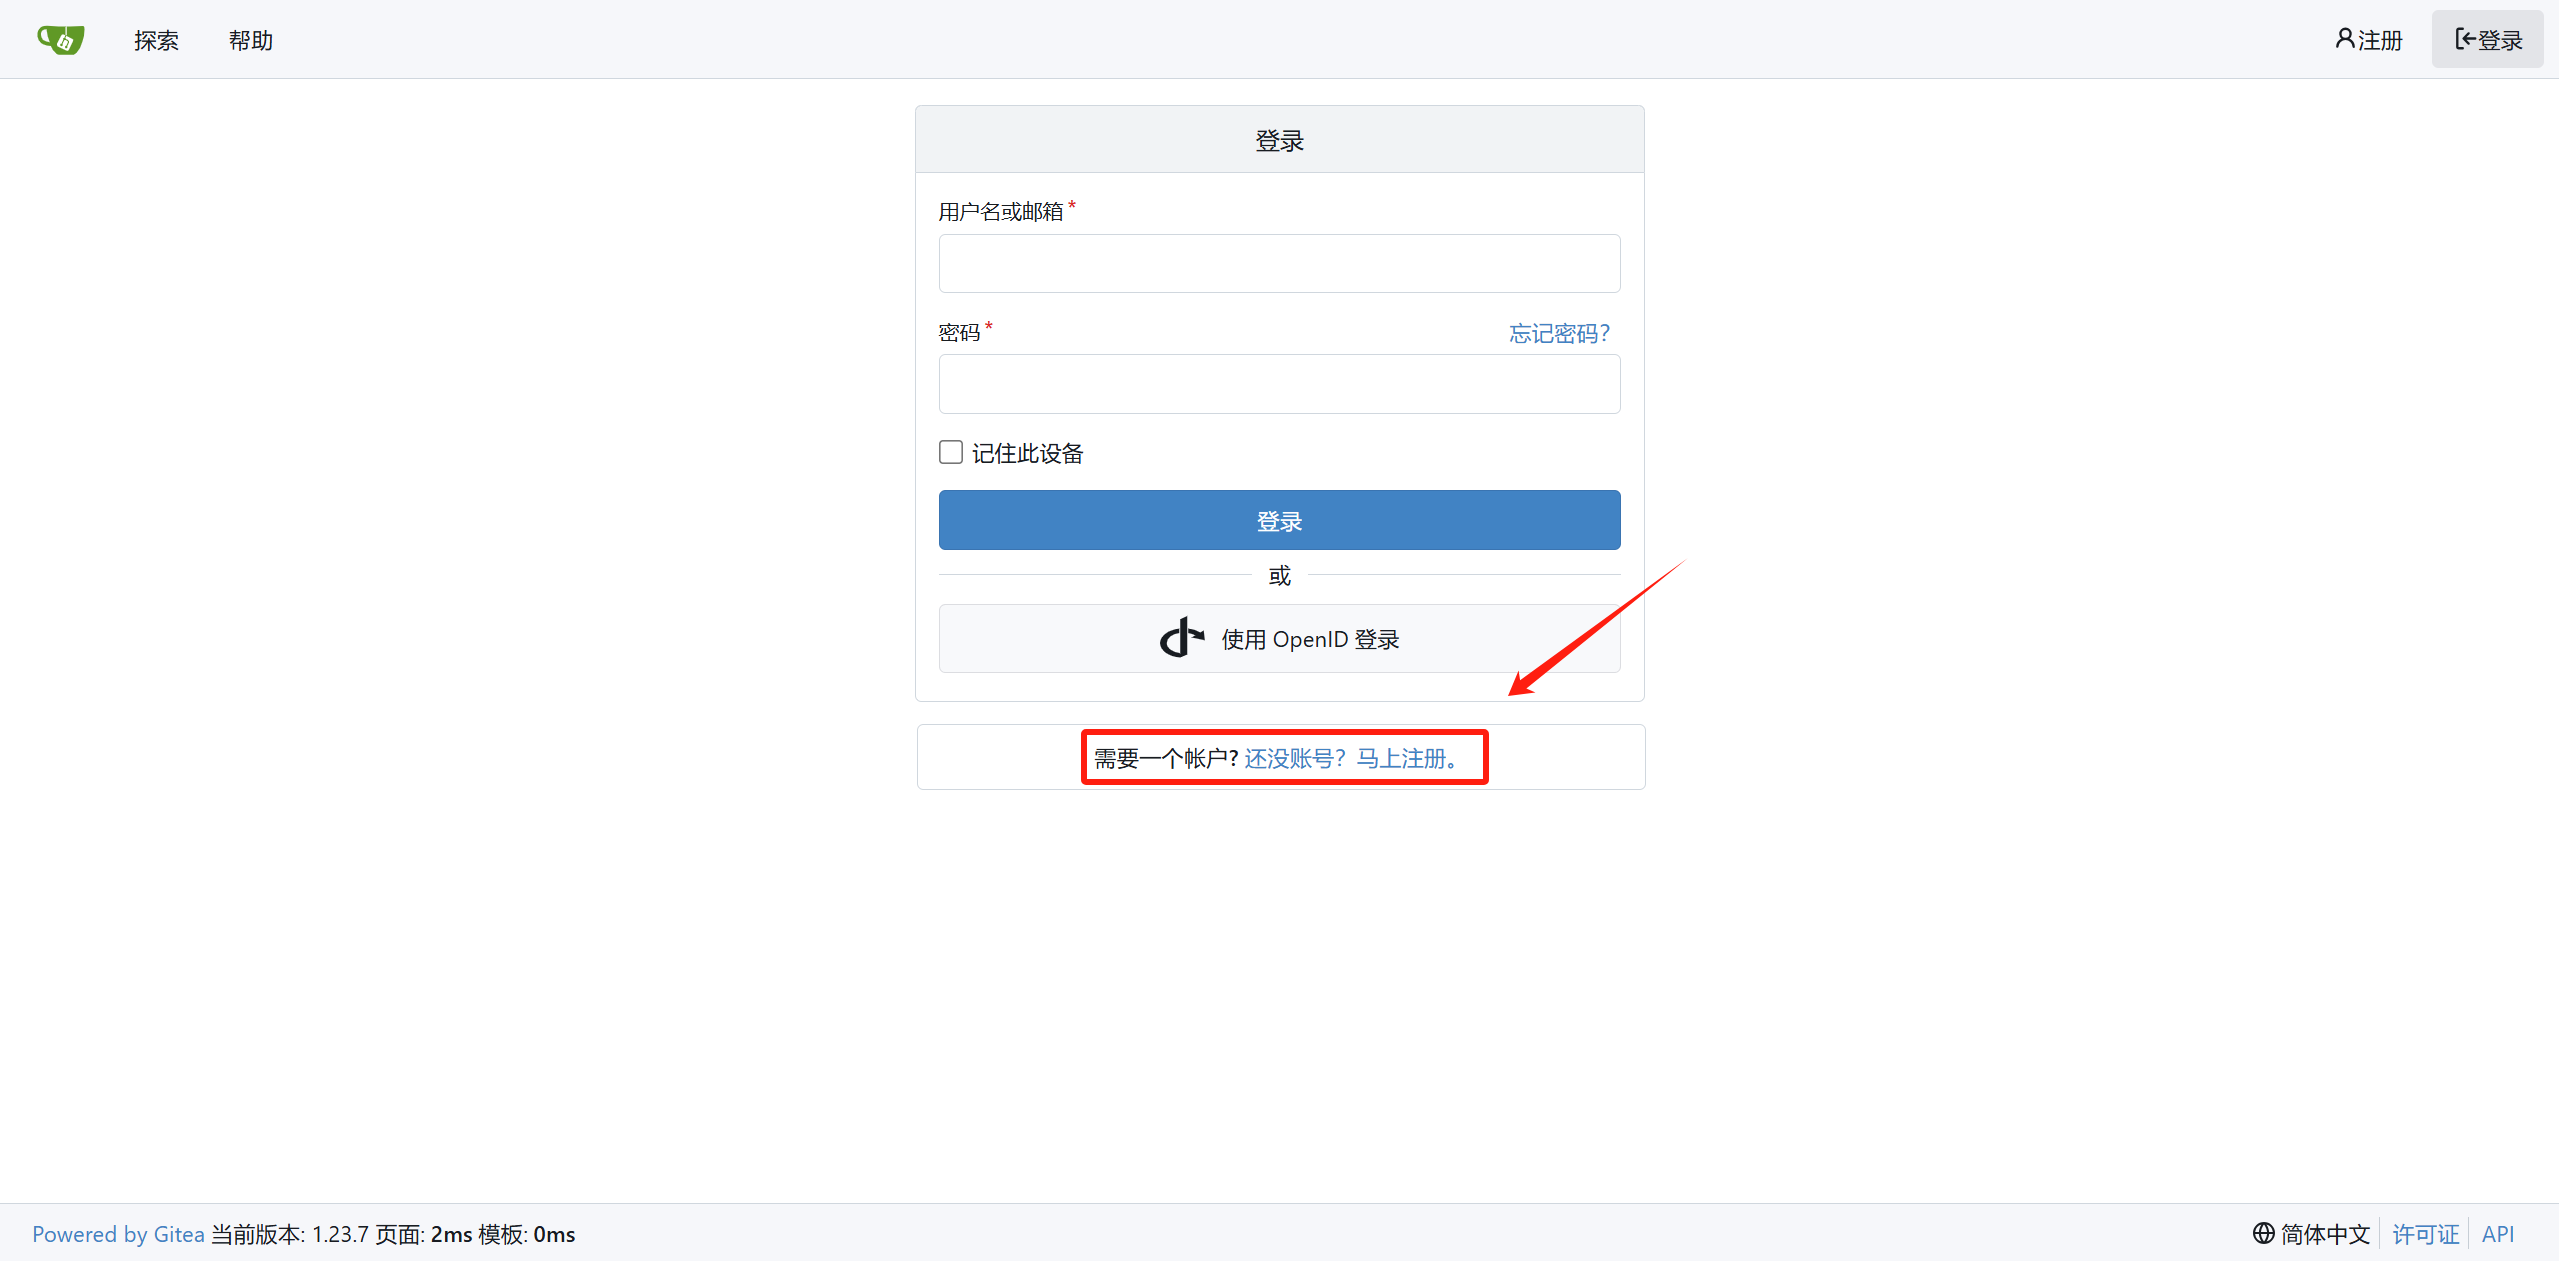 探索 帮助 注册 登录
登录
用户名或邮箱 *
密码 * 忘记密码？
记住此设备
登录
或
使用 OpenID 登录
需要一个帐户? 还没账号？马上注册。
Powered by Gitea 当前版本: 1.23.7 页面: 2ms 模板: 0ms 简体中文 许可证 API